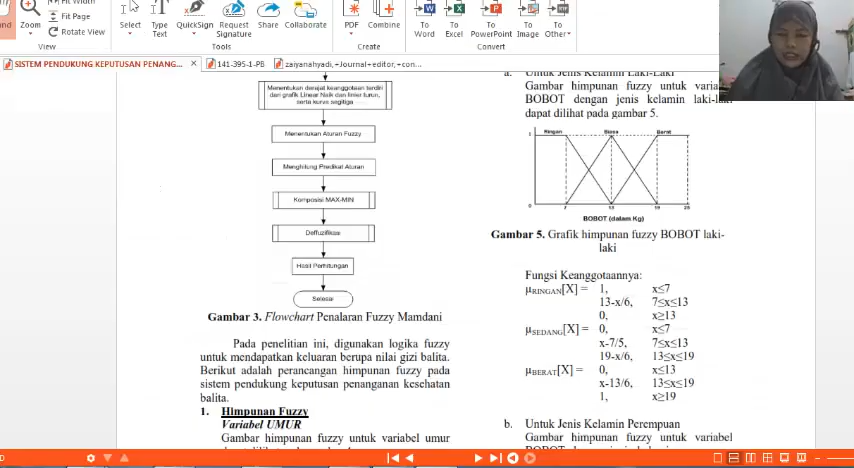 Fit Width
Zoom
Fit Page
Rotate View
View
Select
Type
Text
QuickSign
Request
Signature
Share
Collaborate
Tools
PDF
Combine
Create
To
Word
To
Excel
To
PowerPoint
To
Image
To
Other
Convert
SISTEM PENDUKUNG KEPUTUSAN PENANG...
141-395-1-PB
zaiyanahyadi,+Journal+editor,+con...
Menentukan derajat keanggotaan terdiri
dari grafik Linear Naik dan linier turun,
serta kurva segitiga
Menentukan Aturan Fuzzy
Menghitung Predikat Aturan
Komposisi MAX-MIN
Deffuzifikasi
Hasil Perhitungan
Selesai
Gambar 3. Flowchart Penalaran Fuzzy Mamdani
Pada penelitian ini, digunakan logika fuzzy
untuk mendapatkan keluaran berupa nilai gizi balita.
Berikut adalah perancangan himpunan fuzzy pada
sistem pendukung keputusan penanganan kesehatan
balita.
1. Himpunan Fuzzy
Variabel UMUR
Gambar himpunan fuzzy untuk variabel umur
a. Untuk Jenis Kelamin Laki-Laki
Gambar himpunan fuzzy untuk
BOBOT dengan jenis kelamin
dapat dilihat pada gambar 5.
Ringan Biasa Berat
1
0 7 13 19 28
BOBOT (dalam Kg)
Gambar 5. Grafik himpunan fuzzy BOBOT laki-
laki
Fungsi Keanggotaannya:
μRINGAN[X] = 1, x≤7
13-x/6, 7≤x≤13
0, x≥13
μSEDANG[X] = 0, x≤7
x-7/5, 7≤x≤13
19-x/6, 13≤x≤19
μBERAT[X] = 0, x≤13
x-13/6, 13≤x≤19
1, x≥19
b. Untuk Jenis Kelamin Perempuan
Gambar himpunan fuzzy untuk variabel